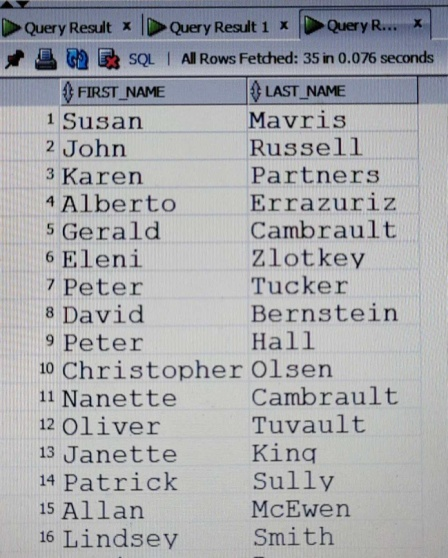 Query Result x Query Result 1 x Query R... x
SQL | All Rows Fetched: 35 in 0.076 seconds
FIRST_NAME LAST_NAME
1 Susan Mavris
2 John Russell
3 Karen Partners
4 Alberto Errazuriz
5 Gerald Cambrault
6 Eleni Zlotkey
7 Peter Tucker
8 David Bernstein
9 Peter Hall
10 Christopher Olsen
11 Nanette Cambrault
12 Oliver Tuvault
13 Janette King
14 Patrick Sully
15 Allan McEwen
16 Lindsey Smith